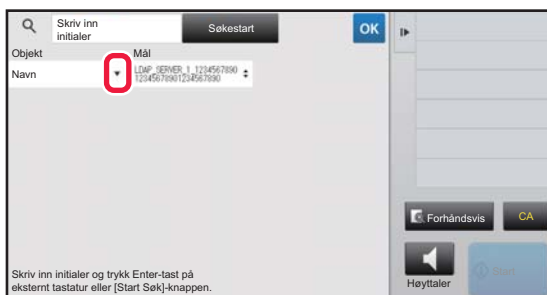 Skriv inn
initialer
Søkestart
OK
Objekt
Mål
Navn
LDAP_SERVER_1_1234567890
12345678901234567890
Forhåndsvis
CA
Høyttaler
Start
Skriv inn initialer og trykk Enter-tast på
eksternt tastatur eller [Start Søk]-knappen.